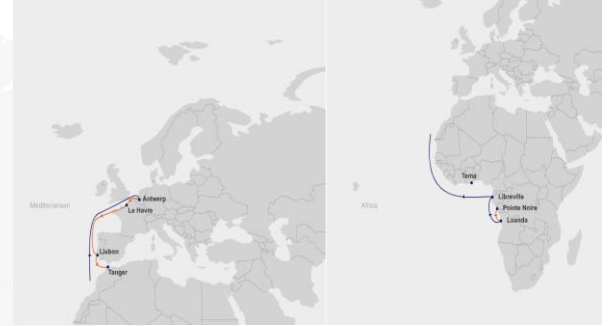 Mediterranean
Antwerp
Le Havre
Lisbon
Tanger
Africa
Tema
Libreville
Pointe Noire
Luanda